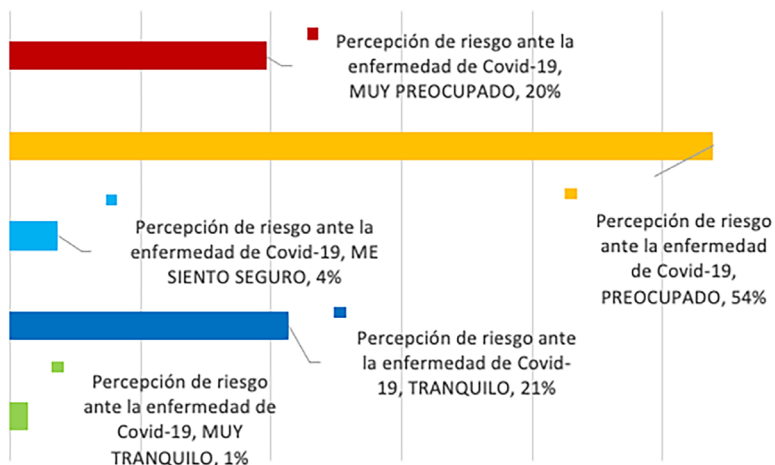 Percepción de riesgo ante la
enfermedad de Covid-19,
MUY PREOCUPADO, 20%
Percepción de riesgo
ante la enfermedad
de Covid-19,
PREOCUPADO, 54%
Percepción de riesgo ante la
enfermedad de Covid-19, ME
SIENTO SEGURO, 4%
Percepción de riesgo ante
la enfermedad de Covid-
19, TRANQUILO, 21%
Percepción de riesgo
ante la enfermedad de
Covid-19, MUY
TRANQUILO, 1%